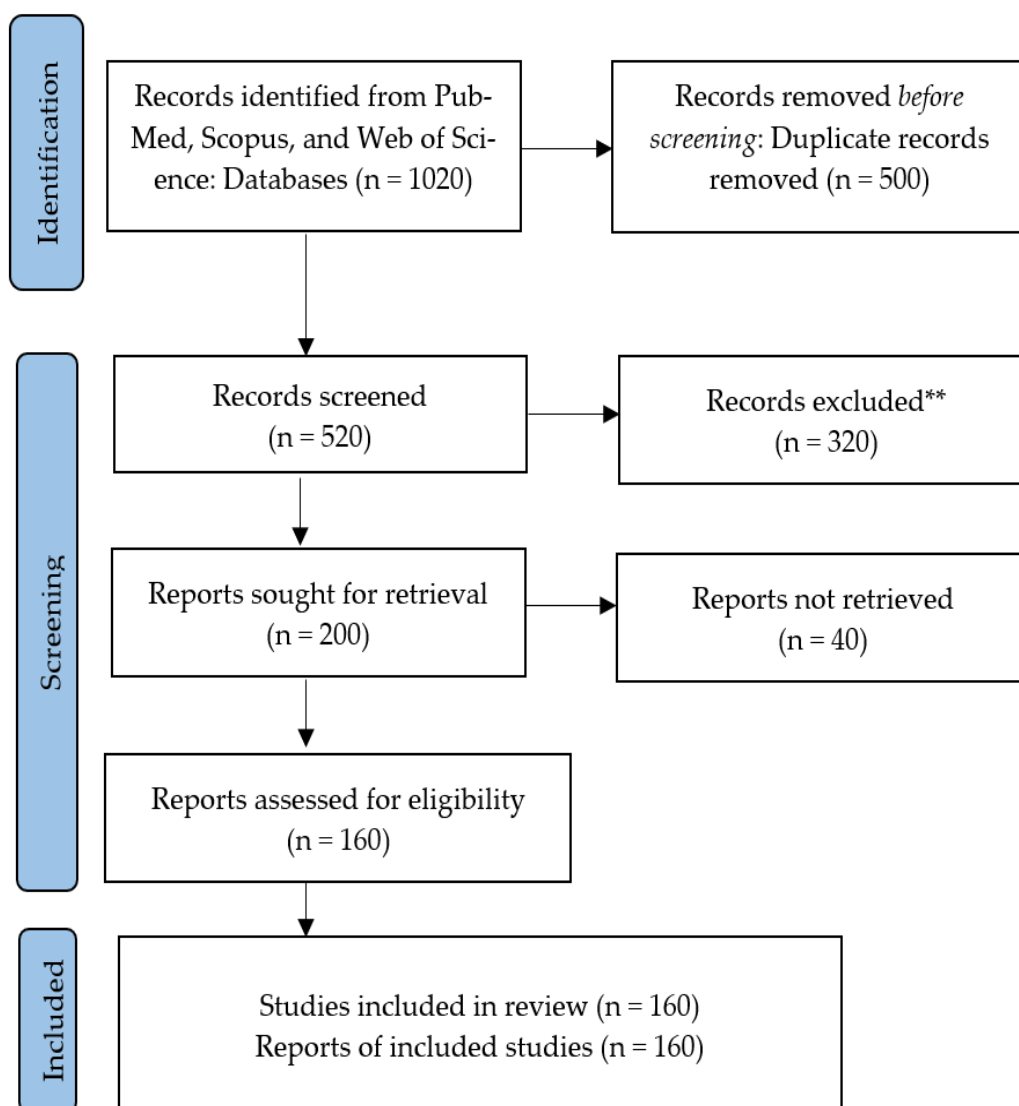 Identification
Records identified from Pub-
Med, Scopus, and Web of Sci-
ence: Databases (n = 1020)
Records removed before
screening: Duplicate records
removed (n = 500)
Screening
Records screened
(n = 520)
Records excluded**
(n = 320)
Reports sought for retrieval
(n = 200)
Reports not retrieved
(n = 40)
Reports assessed for eligibility
(n = 160)
Included
Studies included in review (n = 160)
Reports of included studies (n = 160)